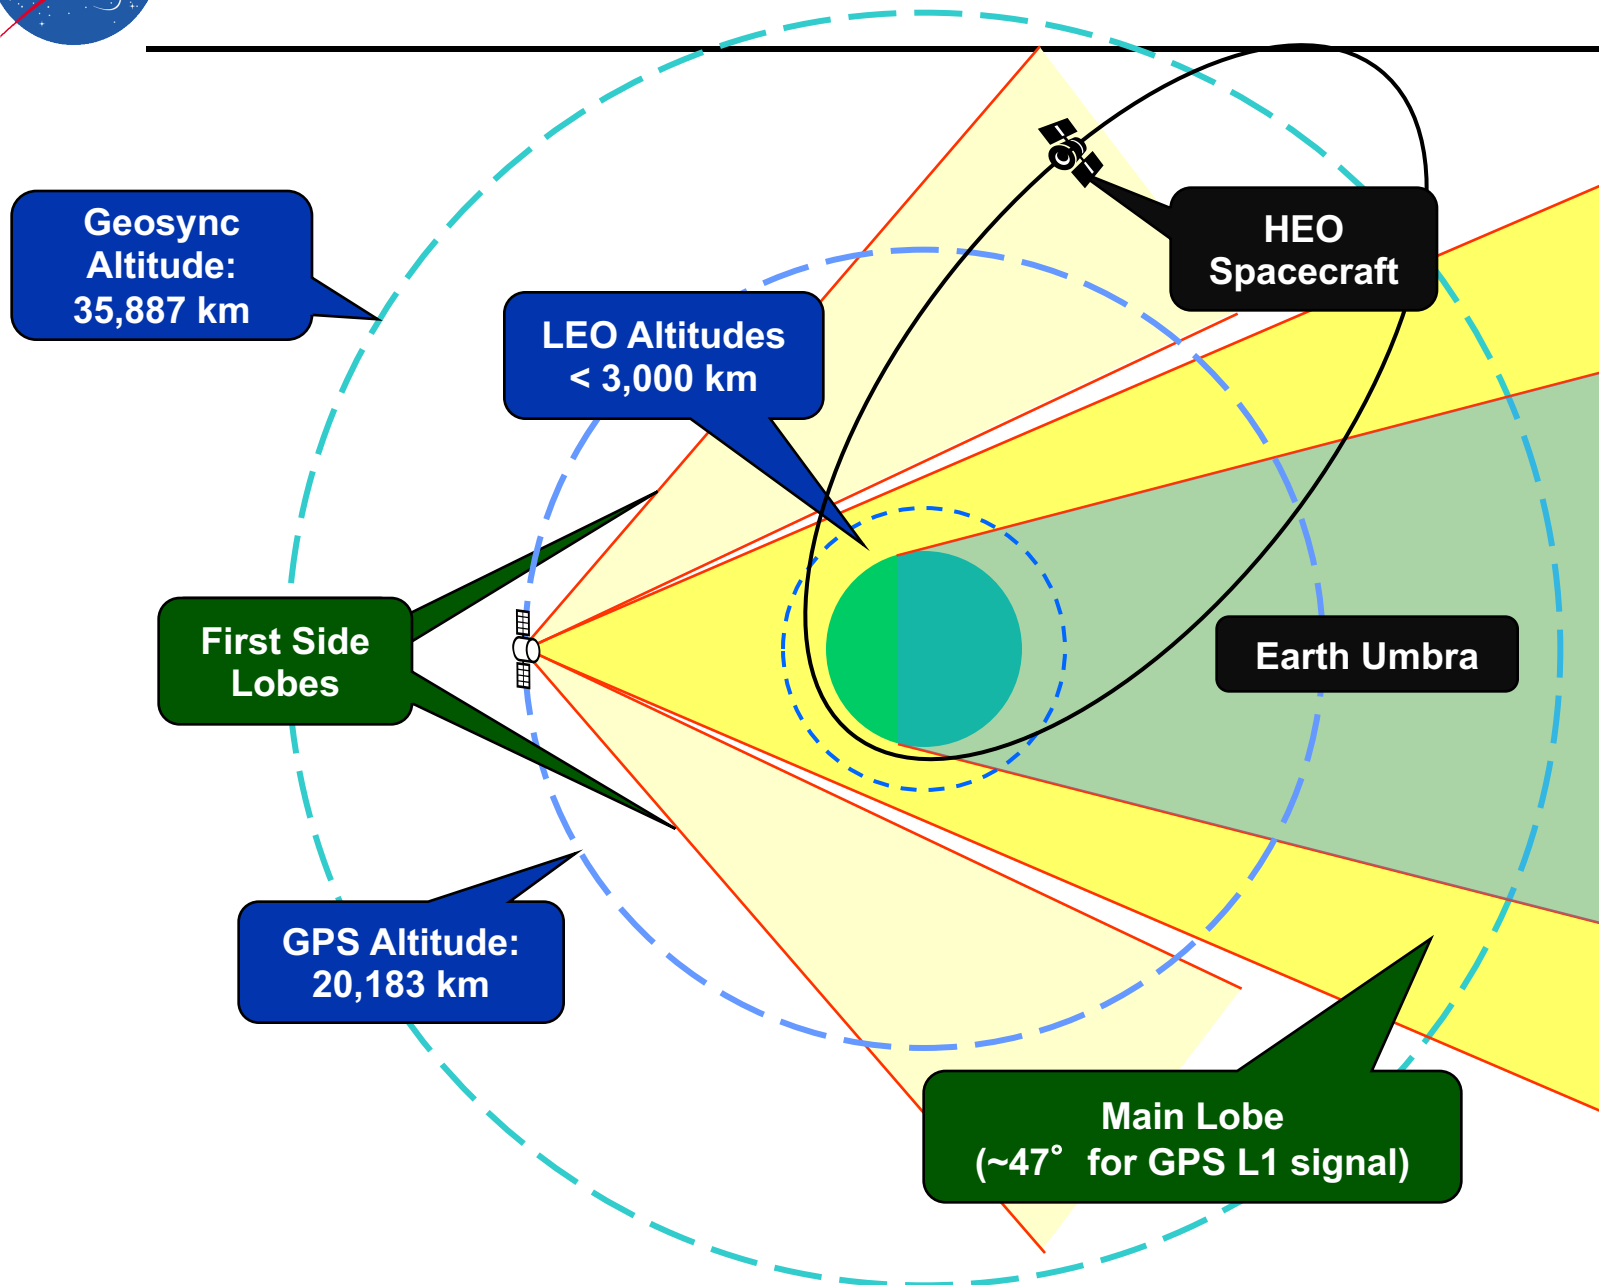 Geosync
Altitude:
35,887 km
HEO
Spacecraft
LEO Altitudes
< 3,000 km
First Side
Lobes
Earth Umbra
GPS Altitude:
20,183 km
Main Lobe
(~47° for GPS L1 signal)